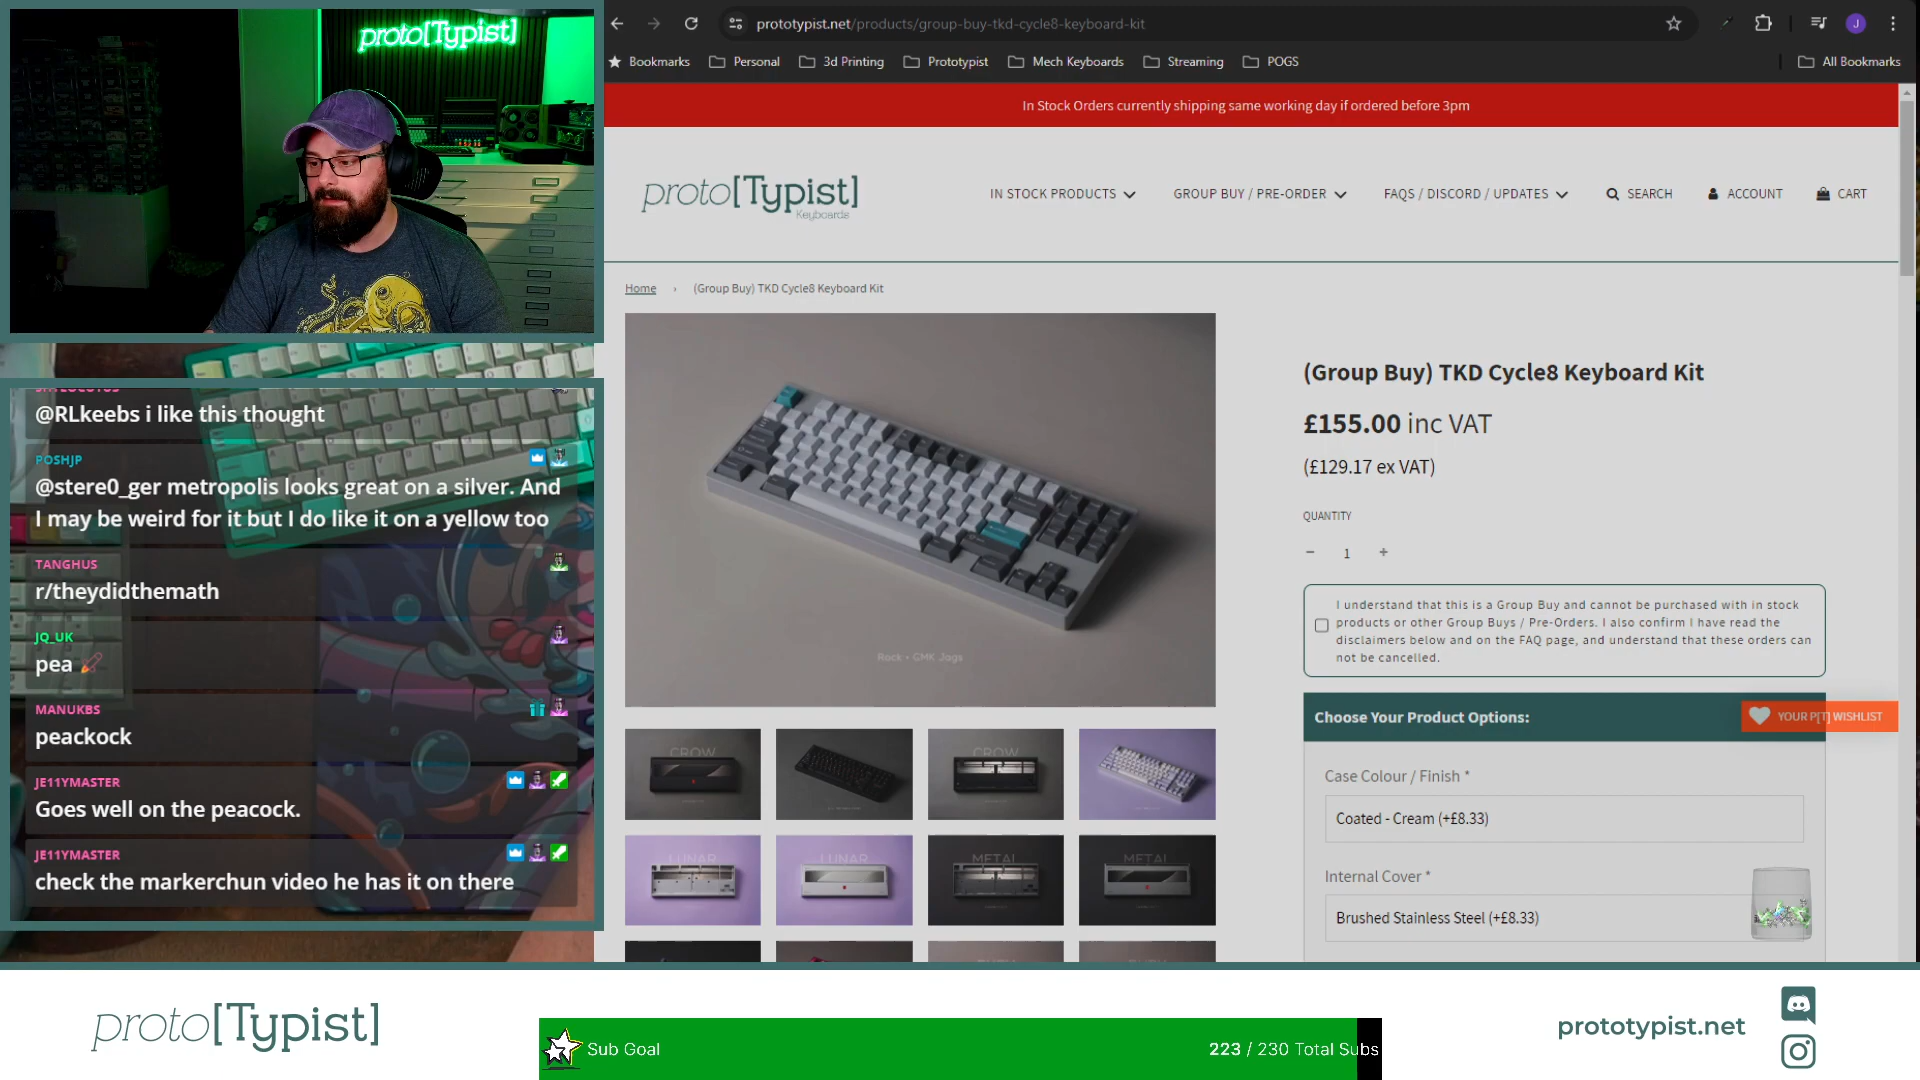 proto[Typist]
@RLkeebs i like this thought
POSHJP
@stere0_ger metropolis looks great on a silver. And
I may be weird for it but I do like it on a yellow too
TANGHUS
r/theydidthemath
JQ_UK
pea
MANUKBS
peackock
JE11YMASTER
Goes well on the peacock.
JE11YMASTER
check the markerchun video he has it on there
prototypist.net/products/group-buy-tkd-cycle8-keyboard-kit
J
Bookmarks
Personal
3d Printing
Prototypist
Mech Keyboards
Streaming
POGS
All Bookmarks
In Stock Orders currently shipping same working day if ordered before 3pm
proto[Typist]
Keyboards
IN STOCK PRODUCTS
GROUP BUY / PRE-ORDER
FAQS / DISCORD / UPDATES
SEARCH
ACCOUNT
CART
Home › (Group Buy) TKD Cycle8 Keyboard Kit
Rock • GMK Jags
CROW
CROW
LUNAR
LUNAR
METAL
METAL
(Group Buy) TKD Cycle8 Keyboard Kit
£155.00 inc VAT
(£129.17 ex VAT)
QUANTITY
− 1 +
I understand that this is a Group Buy and cannot be purchased with in stock
products or other Group Buys / Pre-Orders. I also confirm I have read the
disclaimers below and on the FAQ page, and understand that these orders can
not be cancelled.
Choose Your Product Options:
YOUR P[T] WISHLIST
Case Colour / Finish *
Coated - Cream (+£8.33)
Internal Cover *
Brushed Stainless Steel (+£8.33)
proto[Typist]
Sub Goal
223 / 230 Total Subs
prototypist.net